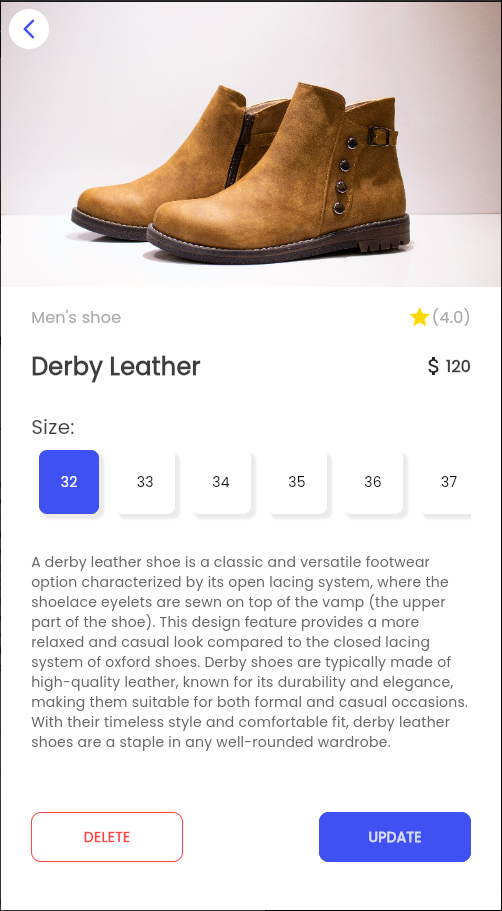 Men's shoe (4.0)
Derby Leather $ 120
Size:
32 33 34 35 36 37
A derby leather shoe is a classic and versatile footwear
option characterized by its open lacing system, where the
shoelace eyelets are sewn on top of the vamp (the upper
part of the shoe). This design feature provides a more
relaxed and casual look compared to the closed lacing
system of oxford shoes. Derby shoes are typically made of
high-quality leather, known for its durability and elegance,
making them suitable for both formal and casual occasions.
With their timeless style and comfortable fit, derby leather
shoes are a staple in any well-rounded wardrobe.
DELETE UPDATE